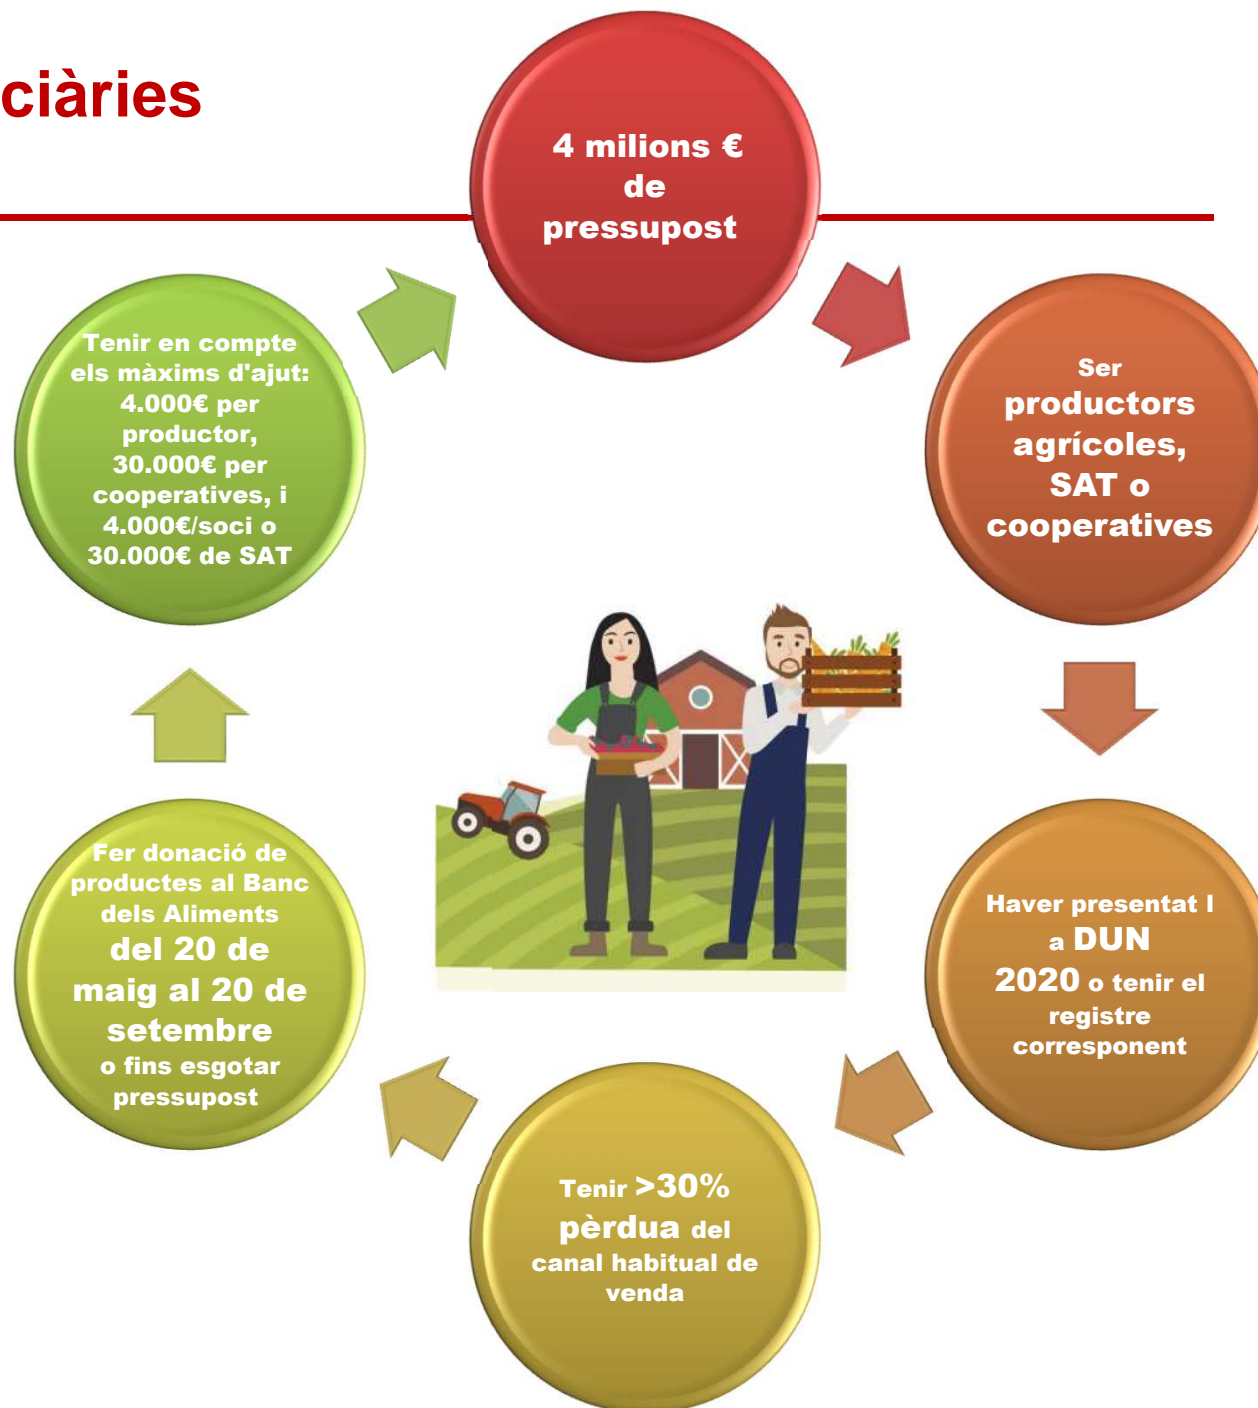 ciàries
4 milions €
de
pressupost
Ser
productors
agrícoles,
SAT o
cooperatives
Haver presentat l
a DUN
2020 o tenir el
registre
corresponent
Tenir >30%
pèrdua del
canal habitual de
venda
Fer donació de
productes al Banc
dels Aliments
del 20 de
maig al 20 de
setembre
o fins esgotar
pressupost
Tenir en compte
els màxims d'ajut:
4.000€ per
productor,
30.000€ per
cooperatives, i
4.000€/soci o
30.000€ de SAT